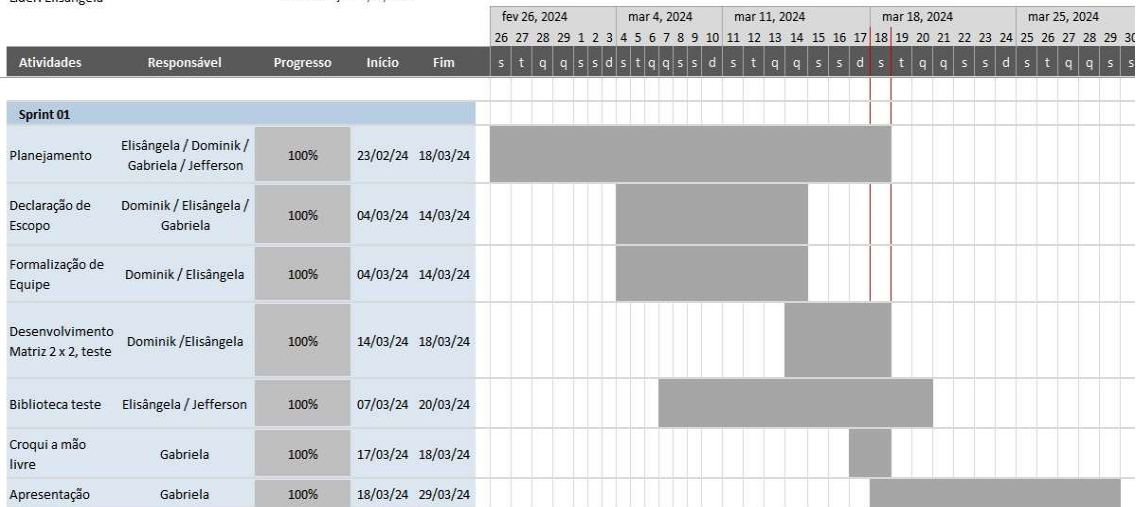 Líder: Elisângela
fev 26, 2024 mar 4, 2024 mar 11, 2024 mar 18, 2024 mar 25, 2024
26 27 28 29 1 2 3 4 5 6 7 8 9 10 11 12 13 14 15 16 17 18 19 20 21 22 23 24 25 26 27 28 29 30
Atividades Responsável Progresso Início Fim s t q q s s d s t q q s s d s t q q s s d s t q q s s d s t q q s s
Sprint 01
Planejamento Elisângela / Dominik / Gabriela / Jefferson 100% 23/02/24 18/03/24
Declaração de Escopo Dominik / Elisângela / Gabriela 100% 04/03/24 14/03/24
Formalização de Equipe Dominik / Elisângela 100% 04/03/24 14/03/24
Desenvolvimento Matriz 2 x 2, teste Dominik /Elisângela 100% 14/03/24 18/03/24
Biblioteca teste Elisângela / Jefferson 100% 07/03/24 20/03/24
Croqui a mão livre Gabriela 100% 17/03/24 18/03/24
Apresentação Gabriela 100% 18/03/24 29/03/24